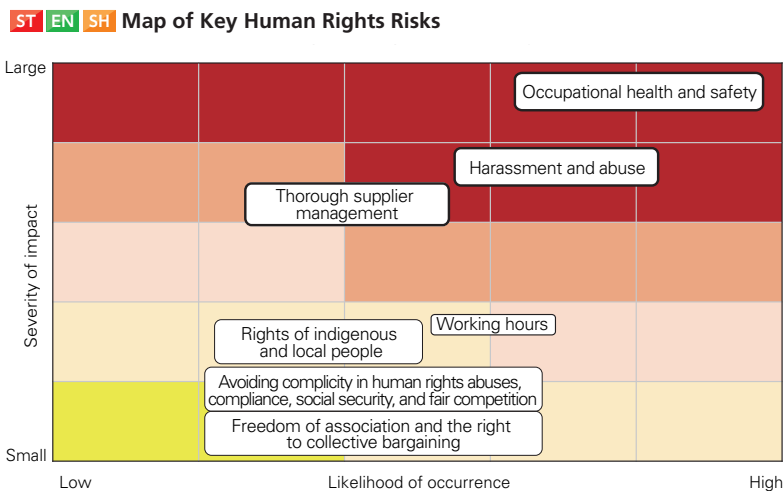 ST EN SH Map of Key Human Rights Risks
Large
Occupational health and safety
Harassment and abuse
Thorough supplier
management
Severity of impact
Working hours
Rights of indigenous
and local people
Avoiding complicity in human rights abuses,
compliance, social security, and fair competition
Freedom of association and the right
to collective bargaining
Small
Low
Likelihood of occurrence
High